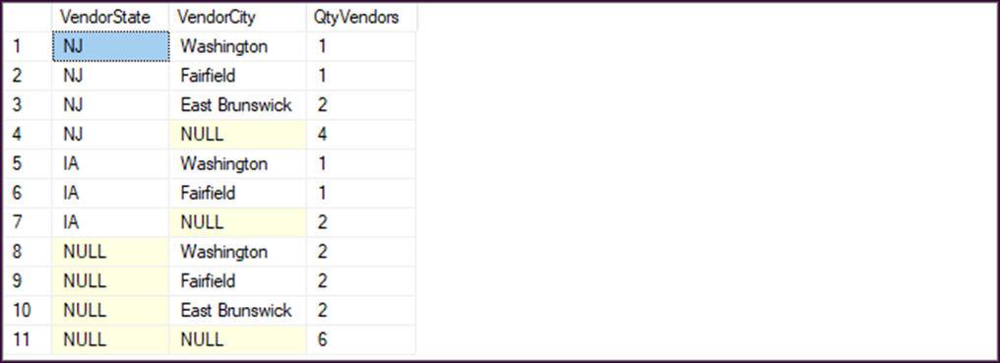 VendorState VendorCity QtyVendors
1 NJ Washington 1
2 NJ Fairfield 1
3 NJ East Brunswick 2
4 NJ NULL 4
5 IA Washington 1
6 IA Fairfield 1
7 IA NULL 2
8 NULL Washington 2
9 NULL Fairfield 2
10 NULL East Brunswick 2
11 NULL NULL 6